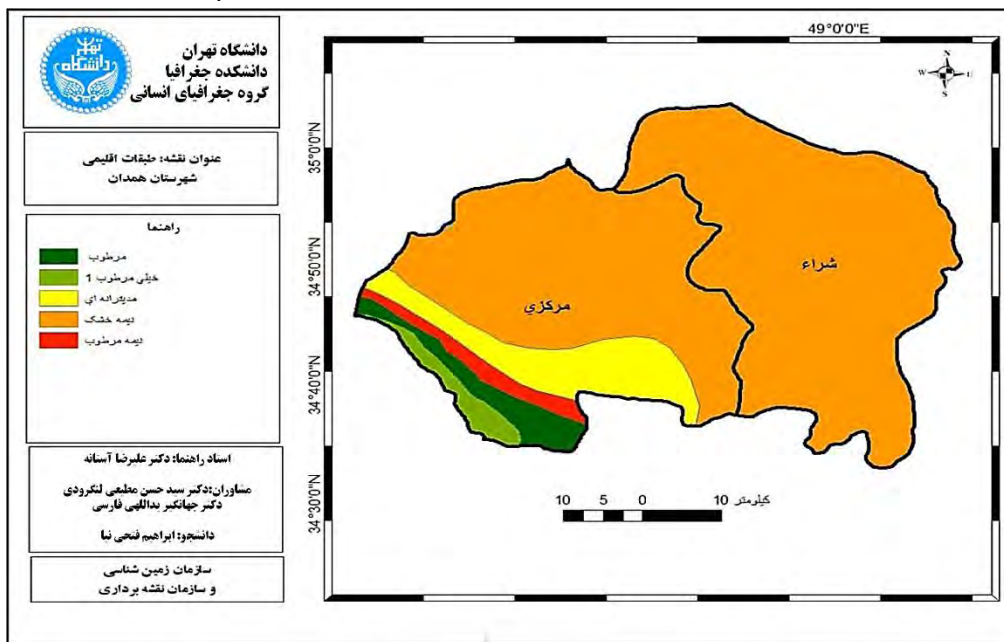 دانشگاه تهران
دانشکده جغرافیا
گروه جغرافیای انسانی
عنوان نقشه: طبقات اقلیمی
شهرستان همدان
راهنما
مرطوب
خیلی مرطوب 1
مدیترانه اي
نیمه خشک
نیمه مرطوب
استاد راهنما: دکتر علیرضا آستانه
مشاوران:دکتر سید حسن مطیعی لنگرودی
دکتر جهانگیر یداللهی فارسی
دانشجو: ابراهیم فتحی نیا
سازمان زمین شناسی
و سازمان نقشه برداری
49°0'0"E
N
W
E
S
35°0'0"N
34°50'0"N
34°40'0"N
34°30'0"N
شراء
مرکزي
10 5 0 10 کیلومتر